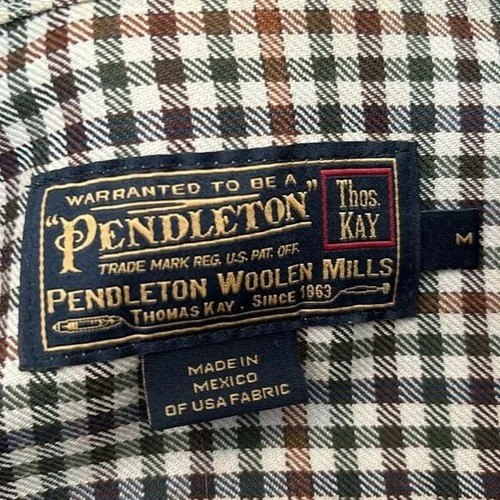 WARRANTED TO BE A
"PENDLETON"
TRADE MARK REG. U.S. PAT. OFF.
PENDLETON WOOLEN MILLS
THOMAS KAY . SINCE 1863
Thos.
KAY
M
MADE IN
MEXICO
OF USA FABRIC